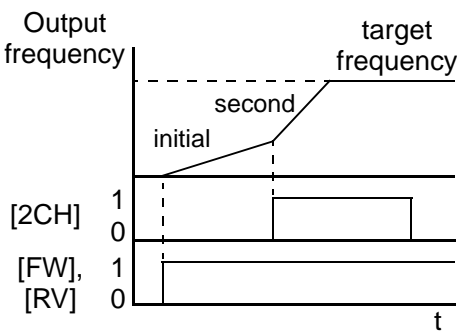 Output
frequency
target
frequency
second
initial
[2CH]
1
0
[FW],
[RV]
1
0
t